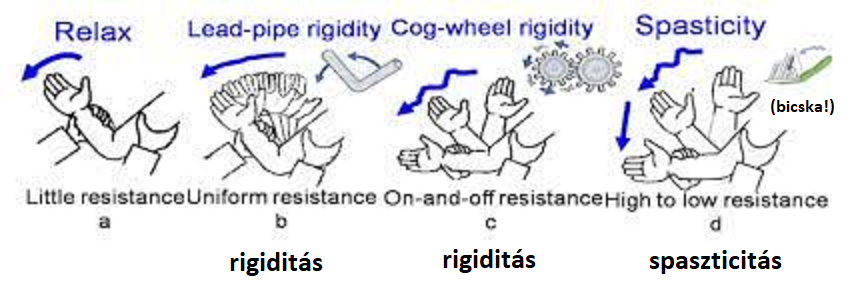 Relax
Lead-pipe rigidity
Cog-wheel rigidity
Spasticity
(bicska!)
Little resistance
Uniform resistance
On-and-off resistance
High to low resistance
a
b
c
d
rigiditás
rigiditás
spaszticitás